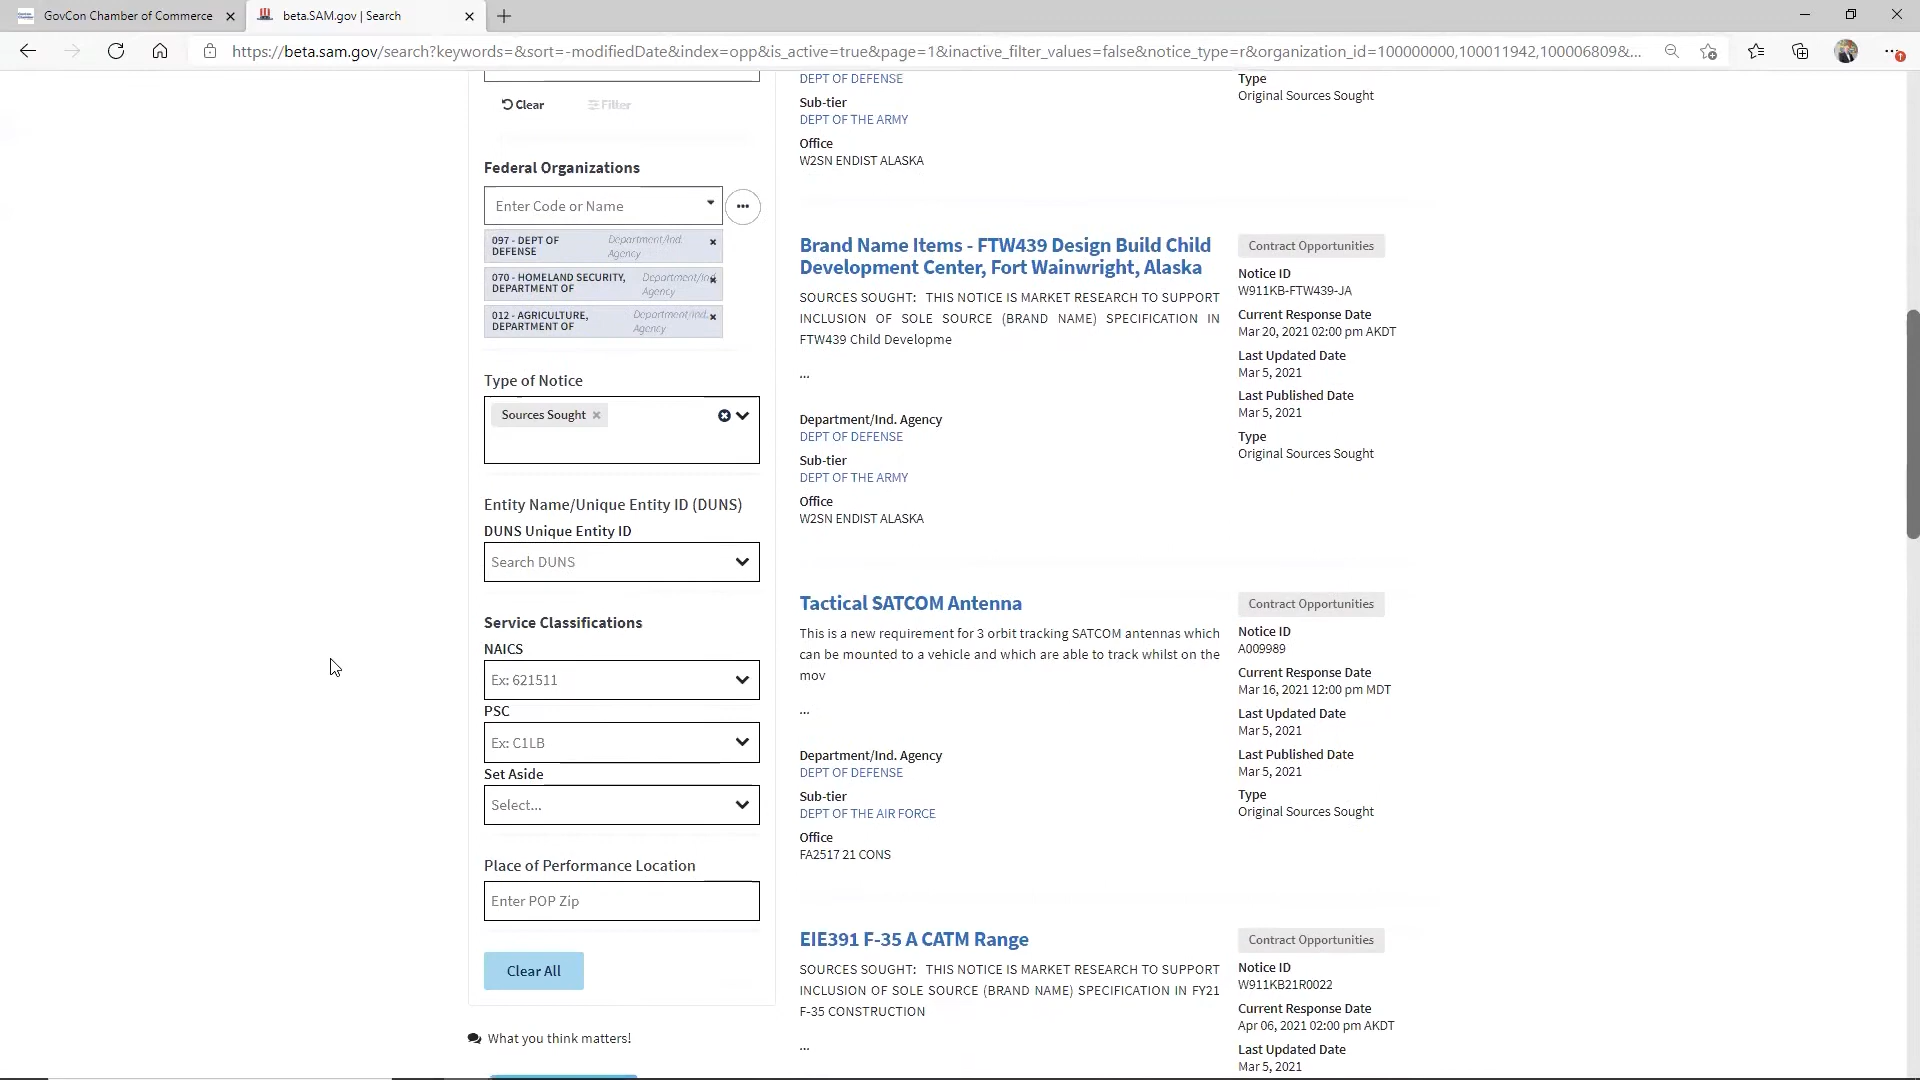 GovCon Chamber of Commerce
beta.SAM.gov | Search
https://beta.sam.gov/search?keywords=&sort=-modifiedDate&index=opp&is_active=true&page=1&inactive_filter_values=false&notice_type=r&organization_id=100000000,100011942,100006809&...
Clear
Filter
Federal Organizations
Enter Code or Name
097 - DEPT OF
DEFENSE
Department/Ind.
Agency
070 - HOMELAND SECURITY,
DEPARTMENT OF
Department/Ind.
Agency
012 - AGRICULTURE,
DEPARTMENT OF
Department/Ind.
Agency
Type of Notice
Sources Sought
Entity Name/Unique Entity ID (DUNS)
DUNS Unique Entity ID
Search DUNS
Service Classifications
NAICS
Ex: 621511
PSC
Ex: C1LB
Set Aside
Select...
Place of Performance Location
Enter POP Zip
Clear All
What you think matters!
DEPT OF DEFENSE
Sub-tier
DEPT OF THE ARMY
Office
W2SN ENDIST ALASKA
Type
Original Sources Sought
Brand Name Items - FTW439 Design Build Child
Development Center, Fort Wainwright, Alaska
SOURCES SOUGHT: THIS NOTICE IS MARKET RESEARCH TO SUPPORT
INCLUSION OF SOLE SOURCE (BRAND NAME) SPECIFICATION IN
FTW439 Child Developme
...
Department/Ind. Agency
DEPT OF DEFENSE
Sub-tier
DEPT OF THE ARMY
Office
W2SN ENDIST ALASKA
Contract Opportunities
Notice ID
W911KB-FTW439-JA
Current Response Date
Mar 20, 2021 02:00 pm AKDT
Last Updated Date
Mar 5, 2021
Last Published Date
Mar 5, 2021
Type
Original Sources Sought
Tactical SATCOM Antenna
This is a new requirement for 3 orbit tracking SATCOM antennas which
can be mounted to a vehicle and which are able to track whilst on the
mov
...
Department/Ind. Agency
DEPT OF DEFENSE
Sub-tier
DEPT OF THE AIR FORCE
Office
FA2517 21 CONS
Contract Opportunities
Notice ID
A009989
Current Response Date
Mar 16, 2021 12:00 pm MDT
Last Updated Date
Mar 5, 2021
Last Published Date
Mar 5, 2021
Type
Original Sources Sought
EIE391 F-35 A CATM Range
SOURCES SOUGHT: THIS NOTICE IS MARKET RESEARCH TO SUPPORT
INCLUSION OF SOLE SOURCE (BRAND NAME) SPECIFICATION IN FY21
F-35 CONSTRUCTION
...
Contract Opportunities
Notice ID
W911KB21R0022
Current Response Date
Apr 06, 2021 02:00 pm AKDT
Last Updated Date
Mar 5, 2021